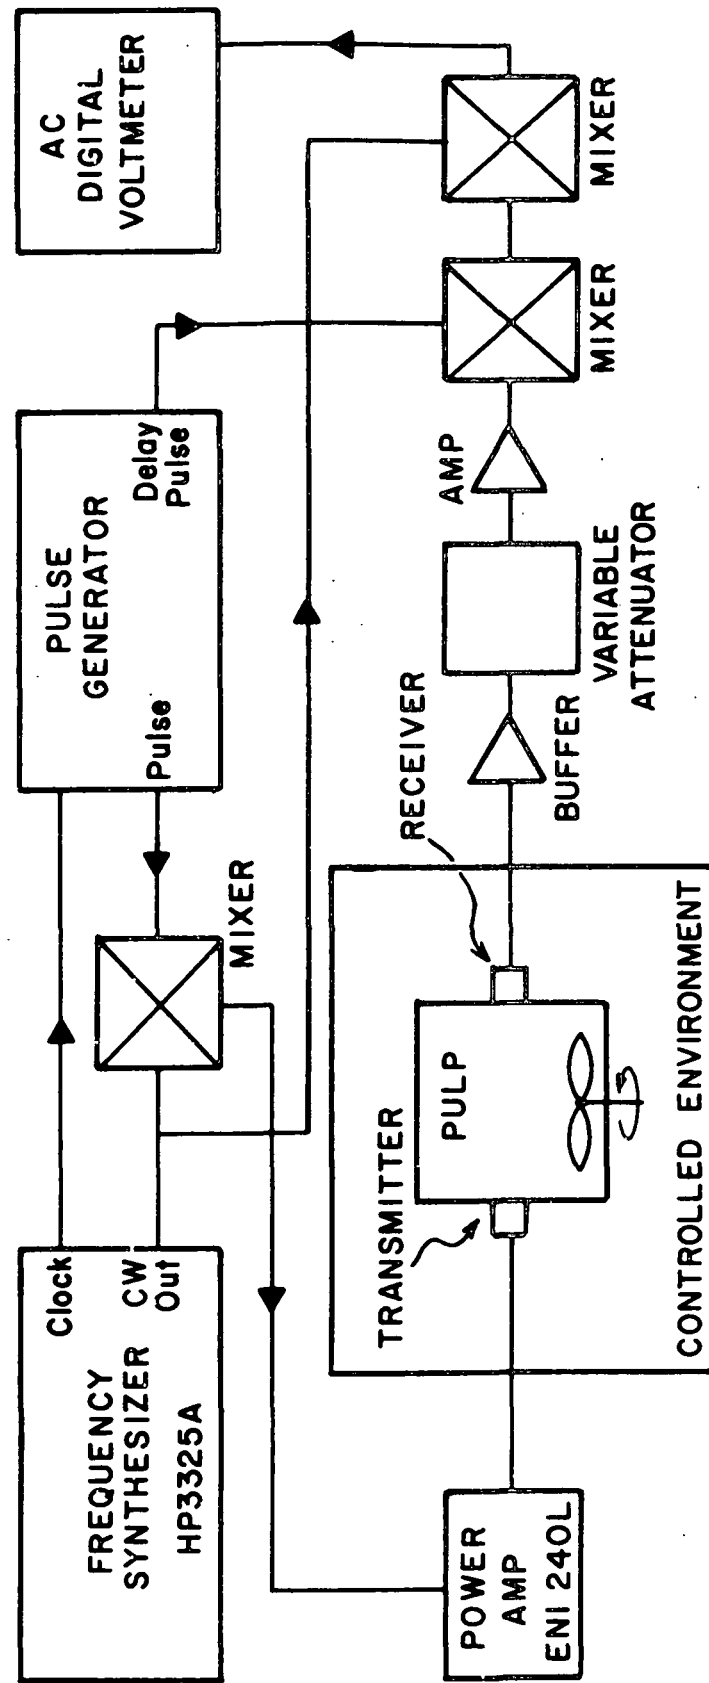 FREQUENCY
SYNTHESIZER
HP3325A
Clock
CW
Out
PULSE
GENERATOR
Pulse
Delay
Pulse
AC
DIGITAL
VOLTMETER
MIXER
POWER
AMP
ENI 240L
TRANSMITTER
PULP
RECEIVER
CONTROLLED ENVIRONMENT
BUFFER
VARIABLE
ATTENUATOR
AMP
MIXER
MIXER